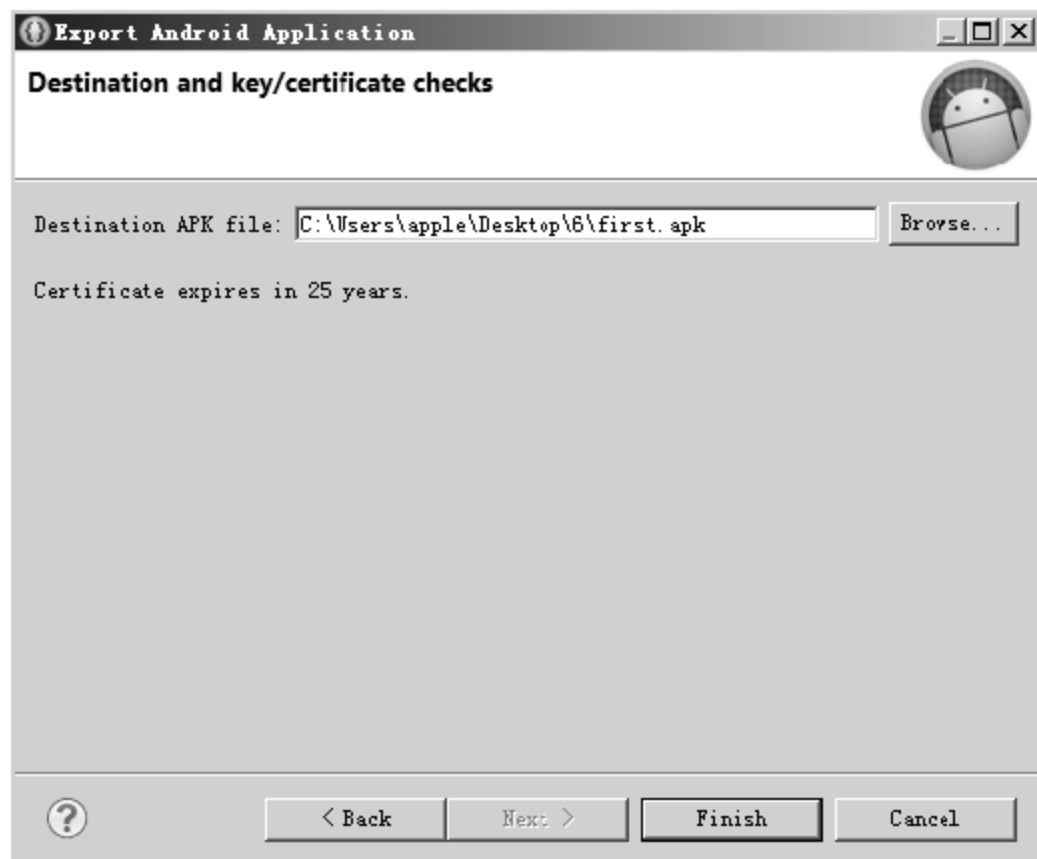 Export Android Application
Destination and key/certificate checks
Destination APK file: C:\Users\apple\Desktop\6\first.apk Browse...
Certificate expires in 25 years.
? < Back Next > Finish Cancel